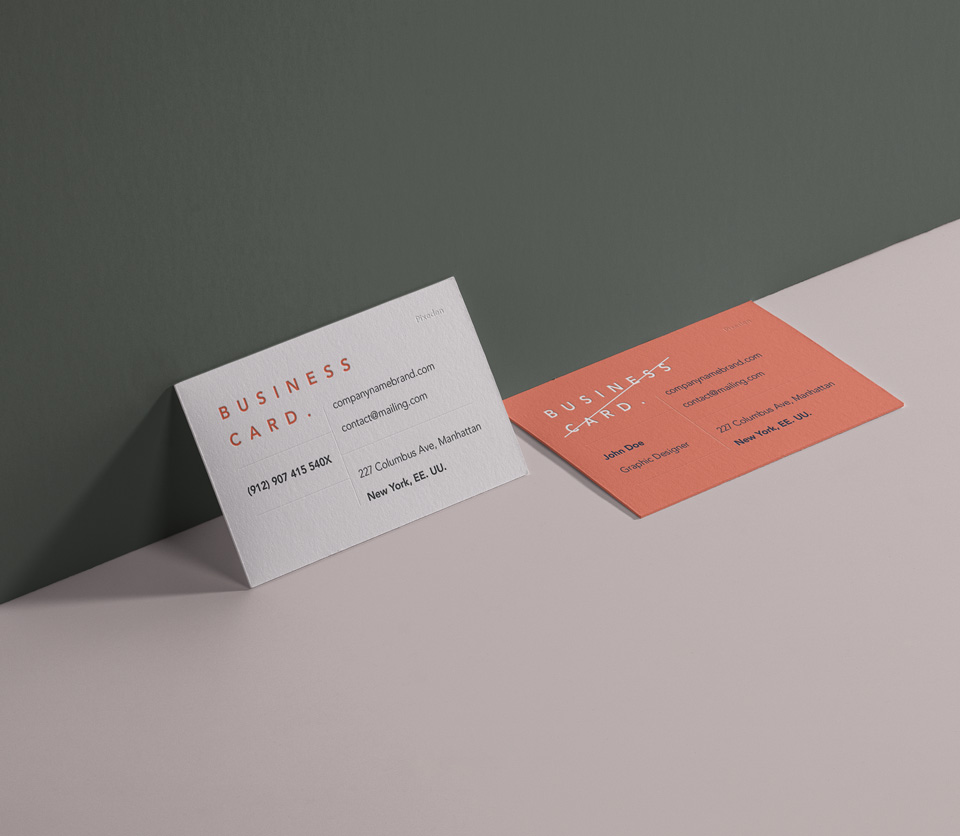 Pixeden
BUSINESS
CARD.
companynamebrand.com
contact@mailing.com
(912) 907 415 540X
227 Columbus Ave, Manhattan
New York, EE. UU.
BUSINESS
CARD.
companynamebrand.com
contact@mailing.com
John Doe
Graphic Designer
227 Columbus Ave, Manhattan
New York, EE. UU.